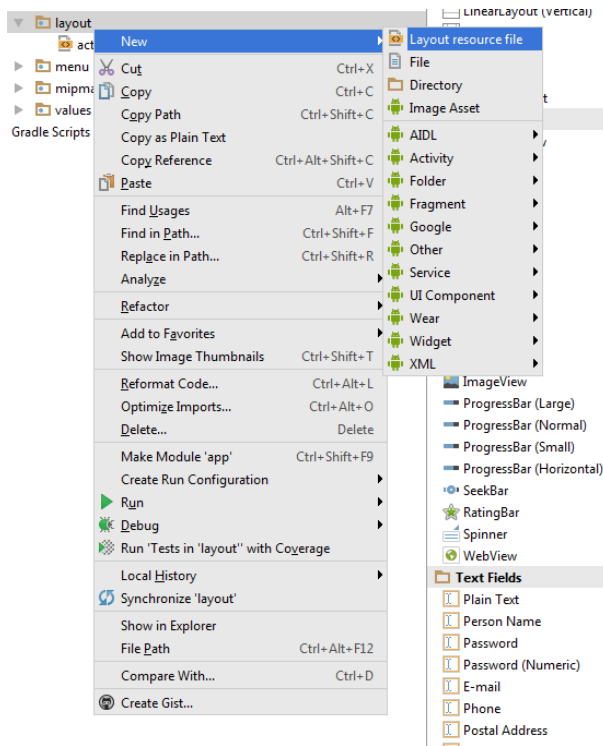 layout
act
menu
mipma
values
Gradle Scripts
New
Cut Ctrl+X
Copy Ctrl+C
Copy Path Ctrl+Shift+C
Copy as Plain Text
Copy Reference Ctrl+Alt+Shift+C
Paste Ctrl+V
Find Usages Alt+F7
Find in Path... Ctrl+Shift+F
Replace in Path... Ctrl+Shift+R
Analyze
Refactor
Add to Favorites
Show Image Thumbnails Ctrl+Shift+T
Reformat Code... Ctrl+Alt+L
Optimize Imports... Ctrl+Alt+O
Delete... Delete
Make Module 'app' Ctrl+Shift+F9
Create Run Configuration
Run
Debug
Run 'Tests in 'layout'' with Coverage
Local History
Synchronize 'layout'
Show in Explorer
File Path Ctrl+Alt+F12
Compare With... Ctrl+D
Create Gist...
Layout resource file
File
Directory
Image Asset
AIDL
Activity
Folder
Fragment
Google
Other
Service
UI Component
Wear
Widget
XML
LinearLayout (Vertical)
t
ImageView
ProgressBar (Large)
ProgressBar (Normal)
ProgressBar (Small)
ProgressBar (Horizontal)
SeekBar
RatingBar
Spinner
WebView
Text Fields
Plain Text
Person Name
Password
Password (Numeric)
E-mail
Phone
Postal Address